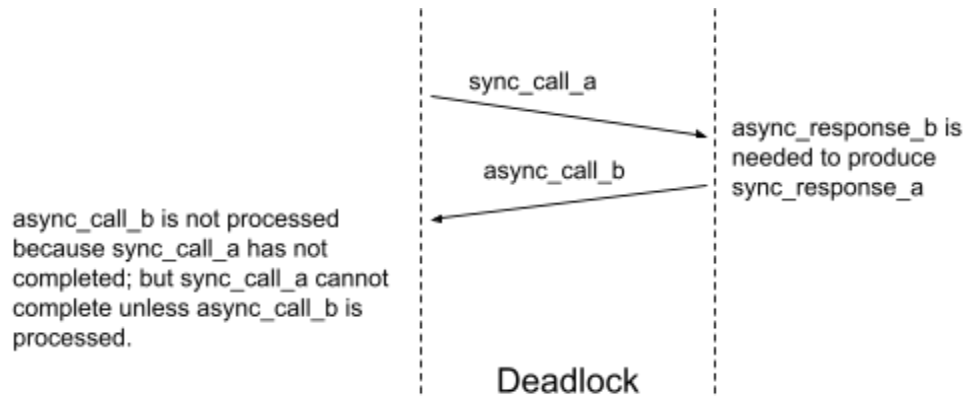 sync_call_a
async_response_b is
needed to produce
sync_response_a
async_call_b
async_call_b is not processed
because sync_call_a has not
completed; but sync_call_a cannot
complete unless async_call_b is
processed.
Deadlock